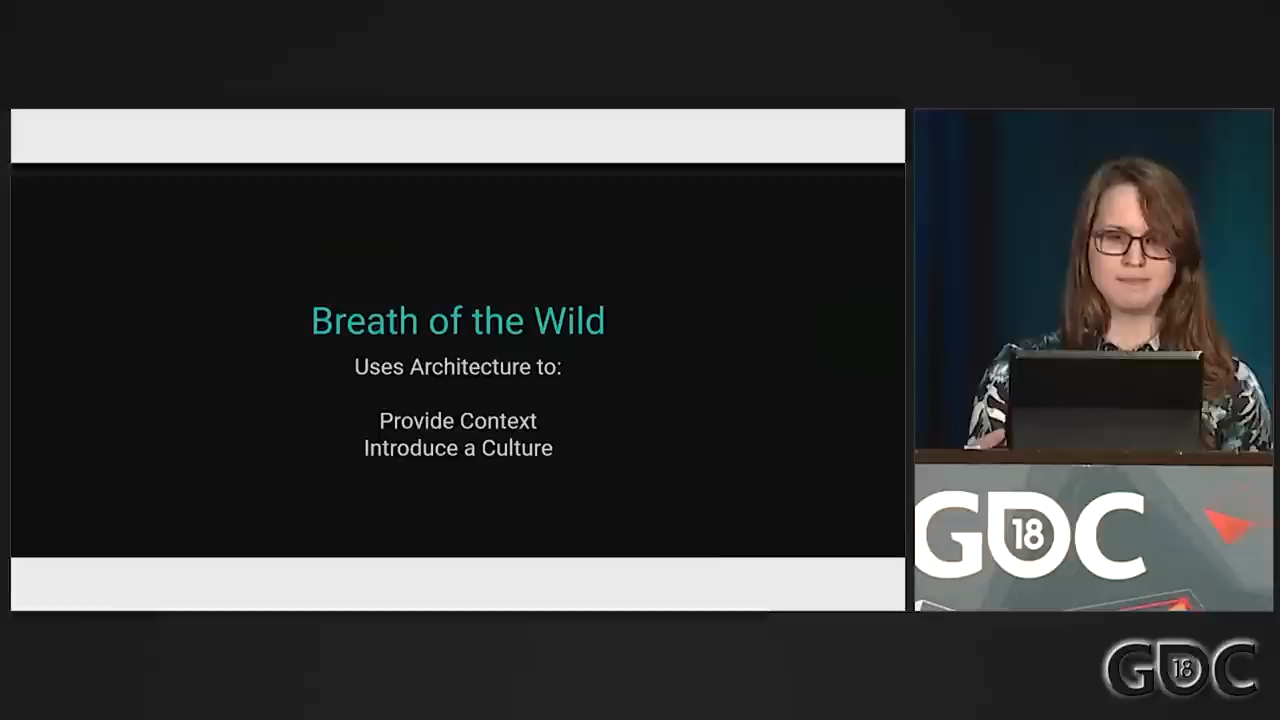 Breath of the Wild
Uses Architecture to:
Provide Context
Introduce a Culture
GDC
18
GDC
18